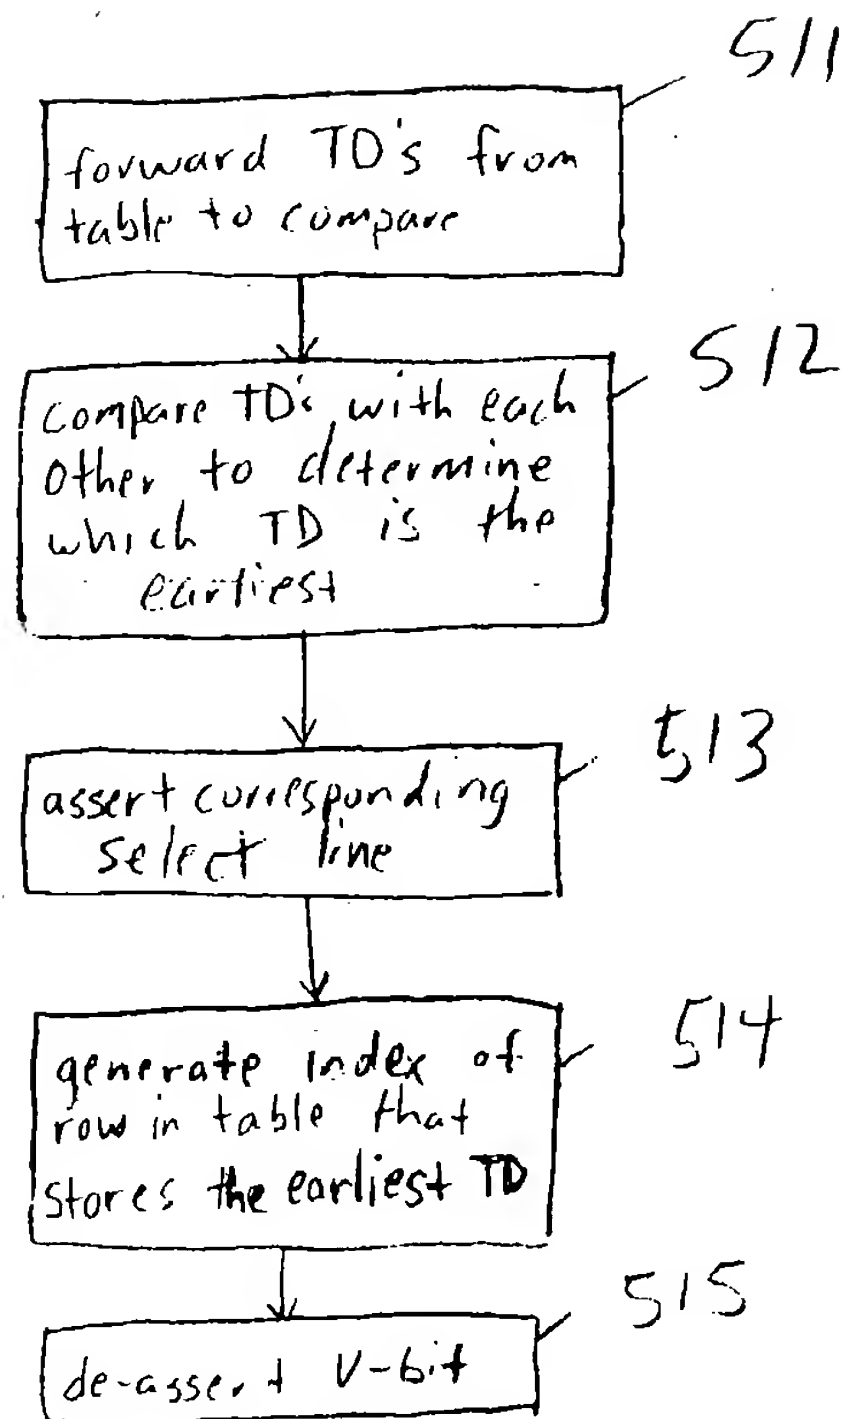 511
forward TD's from
table to compare
512
compare TD's with each
other to determine
which TD is the
earliest
513
assert corresponding
select line
514
generate index of
row in table that
stores the earliest TD
515
de-assert V-bit